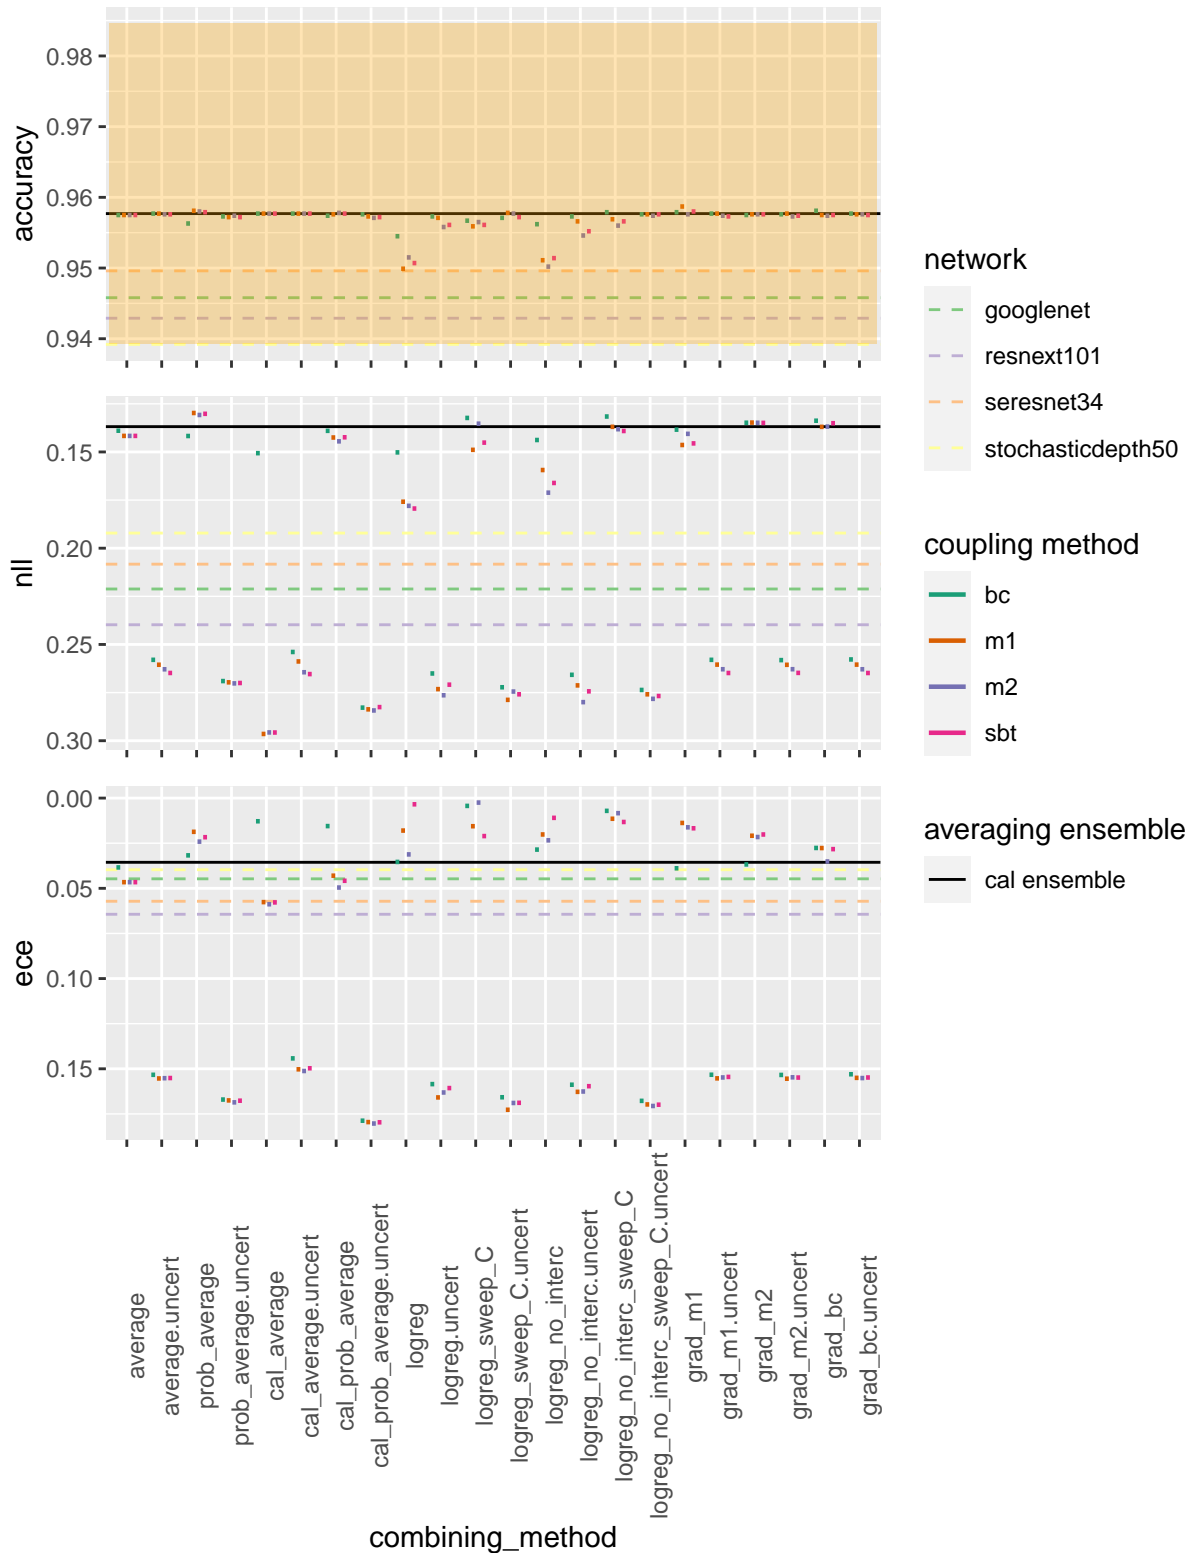 accuracy
0.98
0.97
0.96
0.95
0.94
nll
0.15
0.20
0.25
0.30
ece
0.00
0.05
0.10
0.15
average
average.uncert
prob_average
prob_average.uncert
cal_average
cal_average.uncert
cal_prob_average
cal_prob_average.uncert
logreg
logreg.uncert
logreg_sweep_C
logreg_sweep_C.uncert
logreg_no_interc
logreg_no_interc.uncert
logreg_no_interc_sweep_C
logreg_no_interc_sweep_C.uncert
grad_m1
grad_m1.uncert
grad_m2
grad_m2.uncert
grad_bc
grad_bc.uncert
combining_method
network
googlenet
resnext101
seresnet34
stochasticdepth50
coupling method
bc
m1
m2
sbt
averaging ensemble
cal ensemble